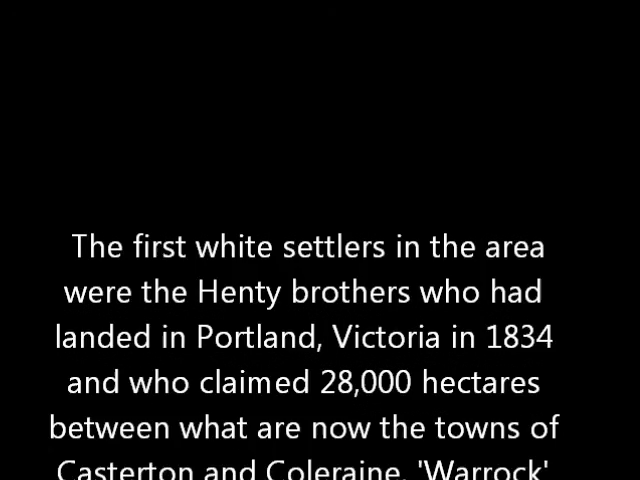 The first white settlers in the area
were the Henty brothers who had
landed in Portland, Victoria in 1834
and who claimed 28,000 hectares
between what are now the towns of
Casterton and Coleraine. 'Warrock'